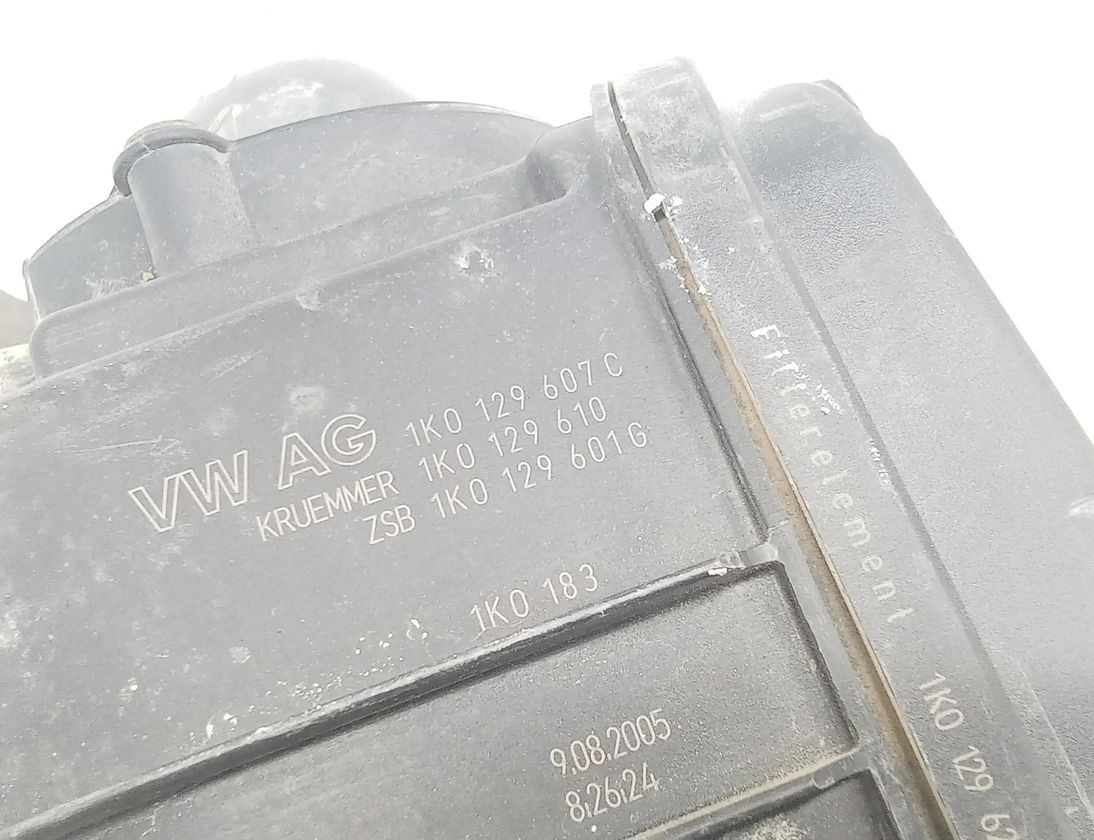 VW AG 1K0 129 607 C
KRUEMMER 1K0 129 610
ZSB 1K0 129 601 G
1K0 183
9.08.2005
8:26:24
Filterelement 1K0 129 6